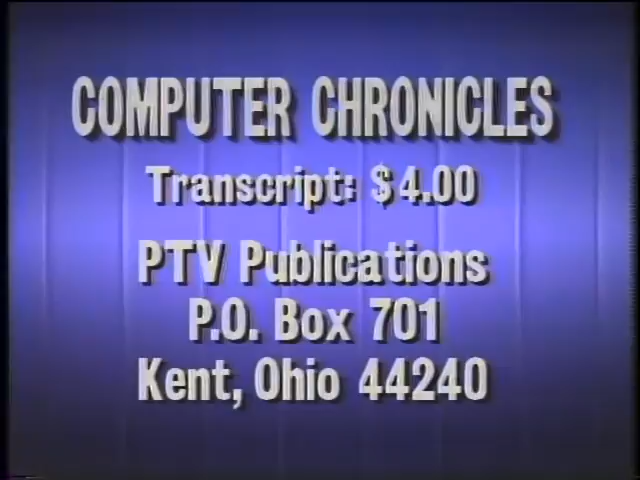 COMPUTER CHRONICLES
Transcript: $4.00
PTV Publications
P.O. Box 701
Kent, Ohio 44240